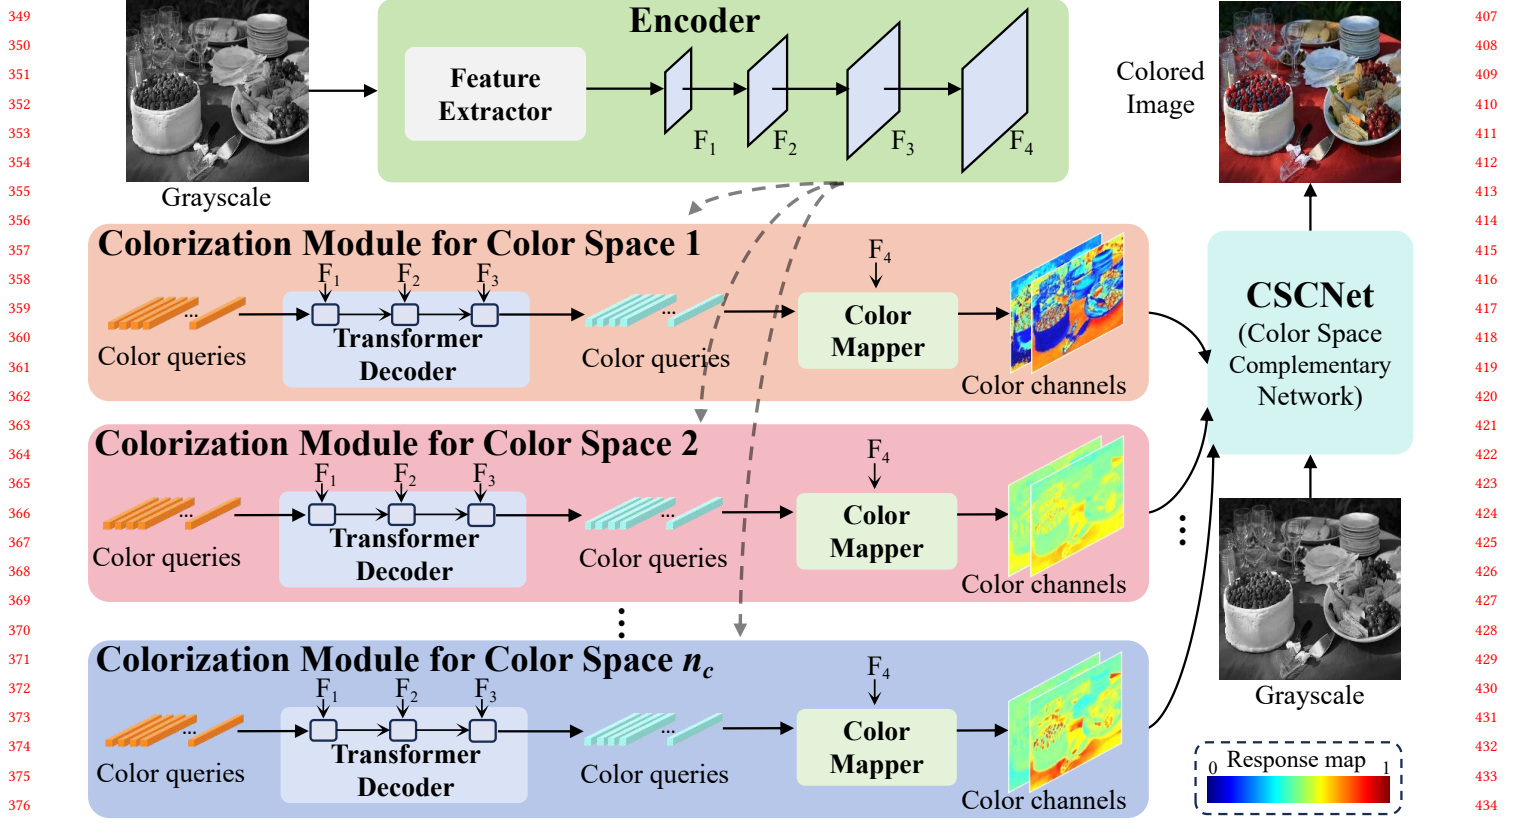 349
350
351
352
353
354
355
356
357
358
359
360
361
362
363
364
365
366
367
368
369
370
371
372
373
374
375
376
Encoder
Feature
Extractor
F1
F2
F3
F4
Grayscale
Colored
Image
Colorization Module for Color Space 1
F1
F2
F3
F4
Color queries
...
Transformer
Decoder
Color queries
...
Color
Mapper
Color channels
Colorization Module for Color Space 2
F1
F2
F3
F4
Color queries
...
Transformer
Decoder
Color queries
...
Color
Mapper
Color channels
...
Colorization Module for Color Space nc
F1
F2
F3
F4
Color queries
...
Transformer
Decoder
Color queries
...
Color
Mapper
Color channels
CSCNet
(Color Space
Complementary
Network)
...
Grayscale
0 Response map 1
407
408
409
410
411
412
413
414
415
416
417
418
419
420
421
422
423
424
425
426
427
428
429
430
431
432
433
434